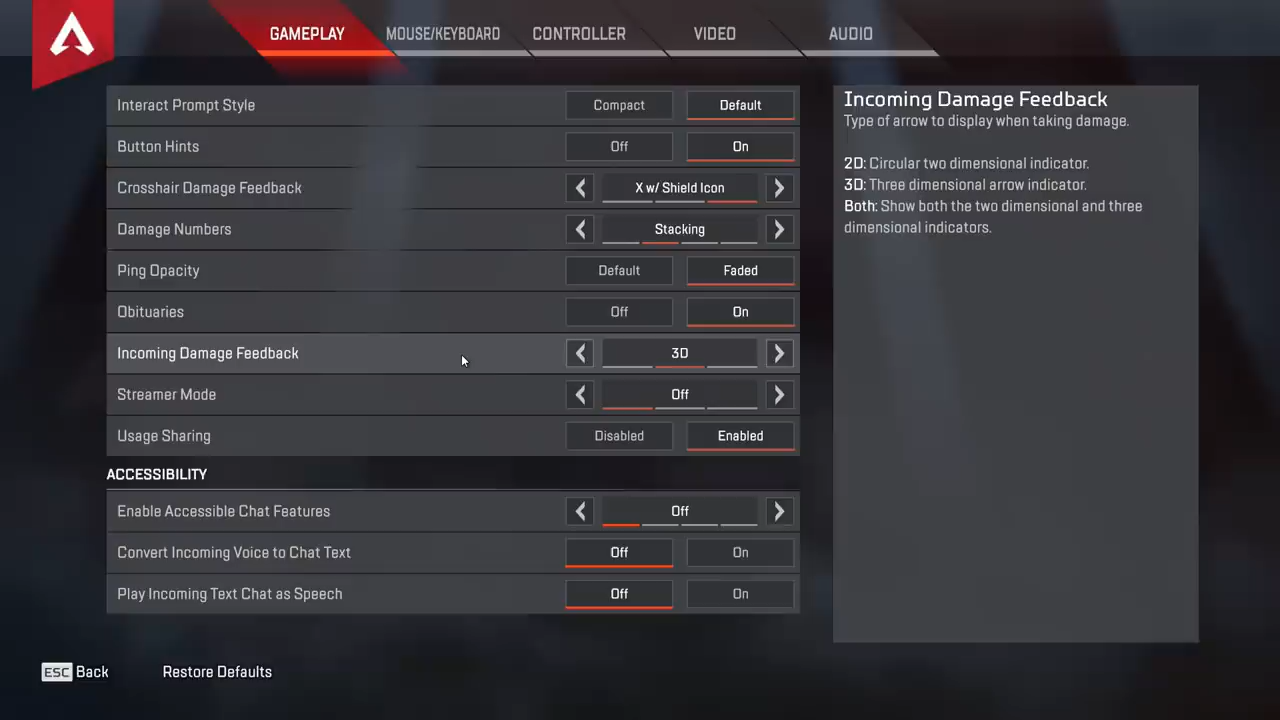 GAMEPLAY MOUSE/KEYBOARD CONTROLLER VIDEO AUDIO
Interact Prompt Style Compact Default
Button Hints Off On
Crosshair Damage Feedback X w/ Shield Icon
Damage Numbers Stacking
Ping Opacity Default Faded
Obituaries Off On
Incoming Damage Feedback 3D
Streamer Mode Off
Usage Sharing Disabled Enabled
ACCESSIBILITY
Enable Accessible Chat Features Off
Convert Incoming Voice to Chat Text Off On
Play Incoming Text Chat as Speech Off On
Incoming Damage Feedback
Type of arrow to display when taking damage.
2D: Circular two dimensional indicator.
3D: Three dimensional arrow indicator.
Both: Show both the two dimensional and three
dimensional indicators.
ESC Back Restore Defaults